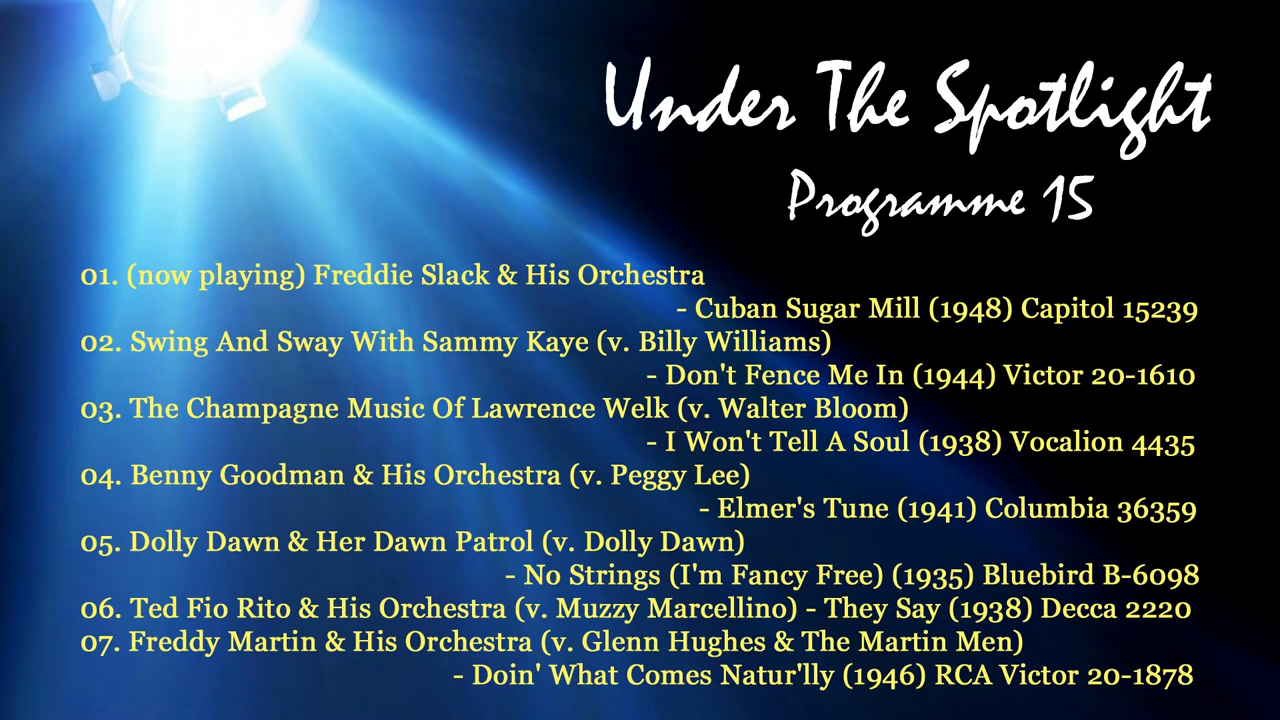 Under The Spotlight
Programme 15
01. (now playing) Freddie Slack & His Orchestra
- Cuban Sugar Mill (1948) Capitol 15239
02. Swing And Sway With Sammy Kaye (v. Billy Williams)
- Don't Fence Me In (1944) Victor 20-1610
03. The Champagne Music Of Lawrence Welk (v. Walter Bloom)
- I Won't Tell A Soul (1938) Vocalion 4435
04. Benny Goodman & His Orchestra (v. Peggy Lee)
- Elmer's Tune (1941) Columbia 36359
05. Dolly Dawn & Her Dawn Patrol (v. Dolly Dawn)
- No Strings (I'm Fancy Free) (1935) Bluebird B-6098
06. Ted Fio Rito & His Orchestra (v. Muzzy Marcellino) - They Say (1938) Decca 2220
07. Freddy Martin & His Orchestra (v. Glenn Hughes & The Martin Men)
- Doin' What Comes Natur'lly (1946) RCA Victor 20-1878